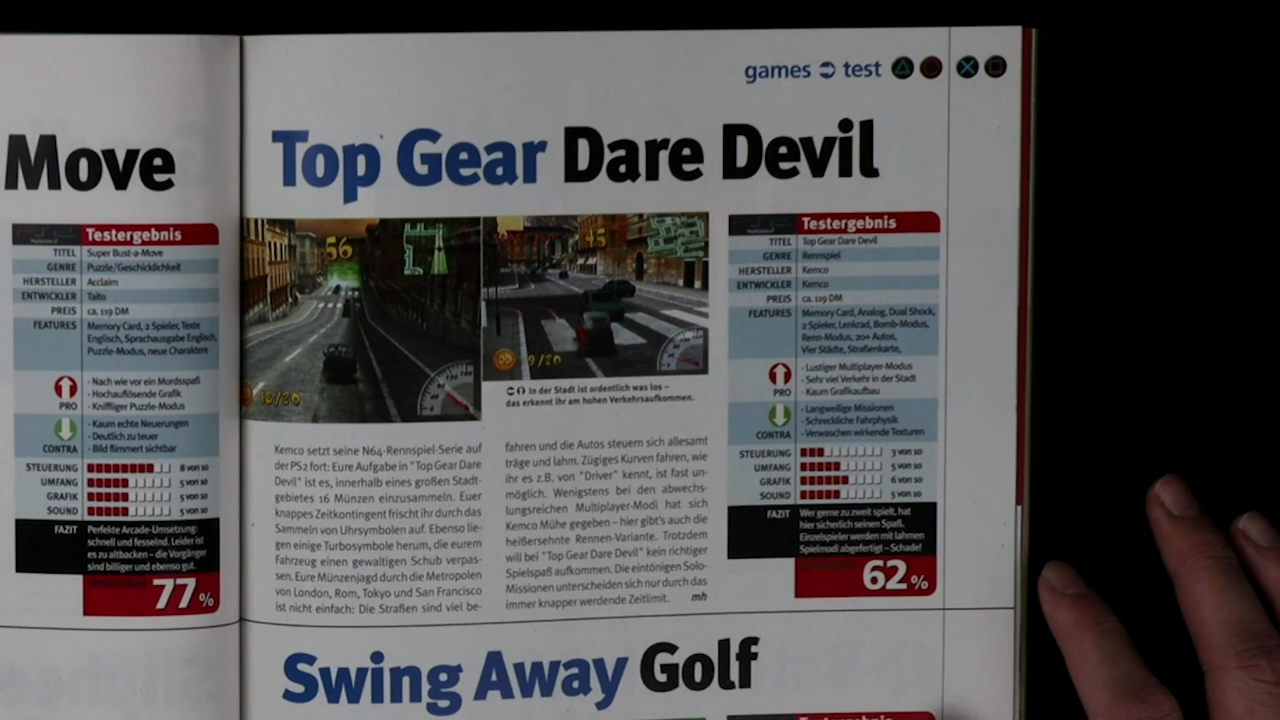 games test
Move
Top Gear Dare Devil
Testergebnis
TITEL Super Bust-a-Move
GENRE Puzzle/Geschicklichkeit
HERSTELLER Acclaim
ENTWICKLER Taito
PREIS ca. 119 DM
FEATURES Memory Card, 2 Spieler, Texte
Englisch, Sprachausgabe Englisch,
Puzzle-Modus, neue Charaktere
- Nach wie vor ein Mordsspaß
- Hochauflösende Grafik
PRO - Kniffliger Puzzle-Modus
- Kaum echte Neuerungen
- Deutlich zu teuer
CONTRA - Bild flimmert sichtbar
STEUERUNG 8 von 10
UMFANG 5 von 10
GRAFIK 5 von 10
SOUND 5 von 10
FAZIT Perfekte Arcade-Umsetzung:
schnell und fesselnd. Leider ist
es zu altbacken – die Vorgänger
sind billiger und ebenso gut.
77 %
56
45
9/20
In der Stadt ist ordentlich was los –
das erkennt ihr am hohen Verkehrsaufkommen.
Kemco setzt seine N64-Rennspiel-Serie auf
der PS2 fort: Eure Aufgabe in "Top Gear Dare
Devil" ist es, innerhalb eines großen Stadt-
gebietes 16 Münzen einzusammeln. Euer
knappes Zeitkontingent frischt ihr durch das
Sammeln von Uhrsymbolen auf. Ebenso lie-
gen einige Turbosymbole herum, die eurem
Fahrzeug einen gewaltigen Schub verpas-
sen. Eure Münzenjagd durch die Metropolen
von London, Rom, Tokyo und San Francisco
ist nicht einfach: Die Straßen sind viel be-
fahren und die Autos steuern sich allesamt
träge und lahm. Zügiges Kurven fahren, wie
ihr es z.B. von "Driver" kennt, ist fast un-
möglich. Wenigstens bei den abwechs-
lungsreichen Multiplayer-Modi hat sich
Kemco Mühe gegeben – hier gibt's auch die
heißersehnte Rennen-Variante. Trotzdem
will bei "Top Gear Dare Devil" kein richtiger
Spielspaß aufkommen. Die eintönigen Solo-
Missionen unterscheiden sich nur durch das
immer knapper werdende Zeitlimit. mh
Testergebnis
TITEL Top Gear Dare Devil
GENRE Rennspiel
HERSTELLER Kemco
ENTWICKLER Kemco
PREIS ca. 119 DM
FEATURES Memory Card, Analog, Dual Shock,
2 Spieler, Lenkrad, Bomb-Modus,
Renn-Modus, 20+ Autos,
Vier Städte, Straßenkarte,
- Lustiger Multiplayer-Modus
- Sehr viel Verkehr in der Stadt
PRO - Kaum Grafikaufbau
- Langweilige Missionen
- Schreckliche Fahrphysik
CONTRA - Verwaschen wirkende Texturen
STEUERUNG 3 von 10
UMFANG 5 von 10
GRAFIK 6 von 10
SOUND 5 von 10
FAZIT Wer gerne zu zweit spielt, hat
hier sicherlich seinen Spaß.
Einzelspieler werden mit lahmen
Spielmodi abgefertigt – Schade!
62 %
Swing Away Golf